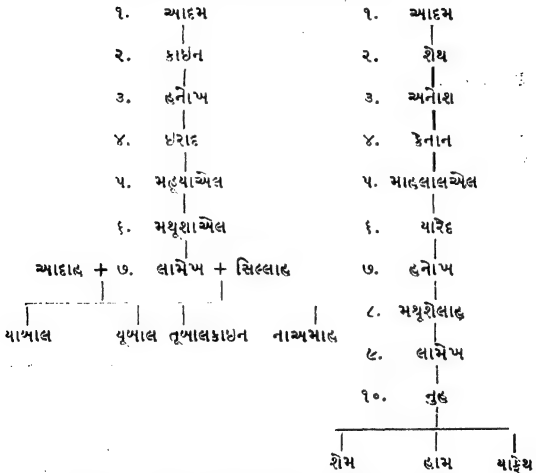 ૧. આદમ
૨. કાઇન
૩. હનોખ
૪. ઇરાદ
૫. મહૂયાએલ
૬. મથૂશાએલ
આદાહ + ૭. લામેખ + સિલ્લાહ
યાબાલ યૂબાલ તૂબાલકાઇન નાઅમાહ
૧. આદમ
૨. શેથ
૩. અનોશ
૪. કેનાન
૫. માહલાલએલ
૬. યારેદ
૭. હનોખ
૮. મથૂશેલાહ
૯. લામેખ
૧૦. નુહ
શેમ હામ યાફેથ